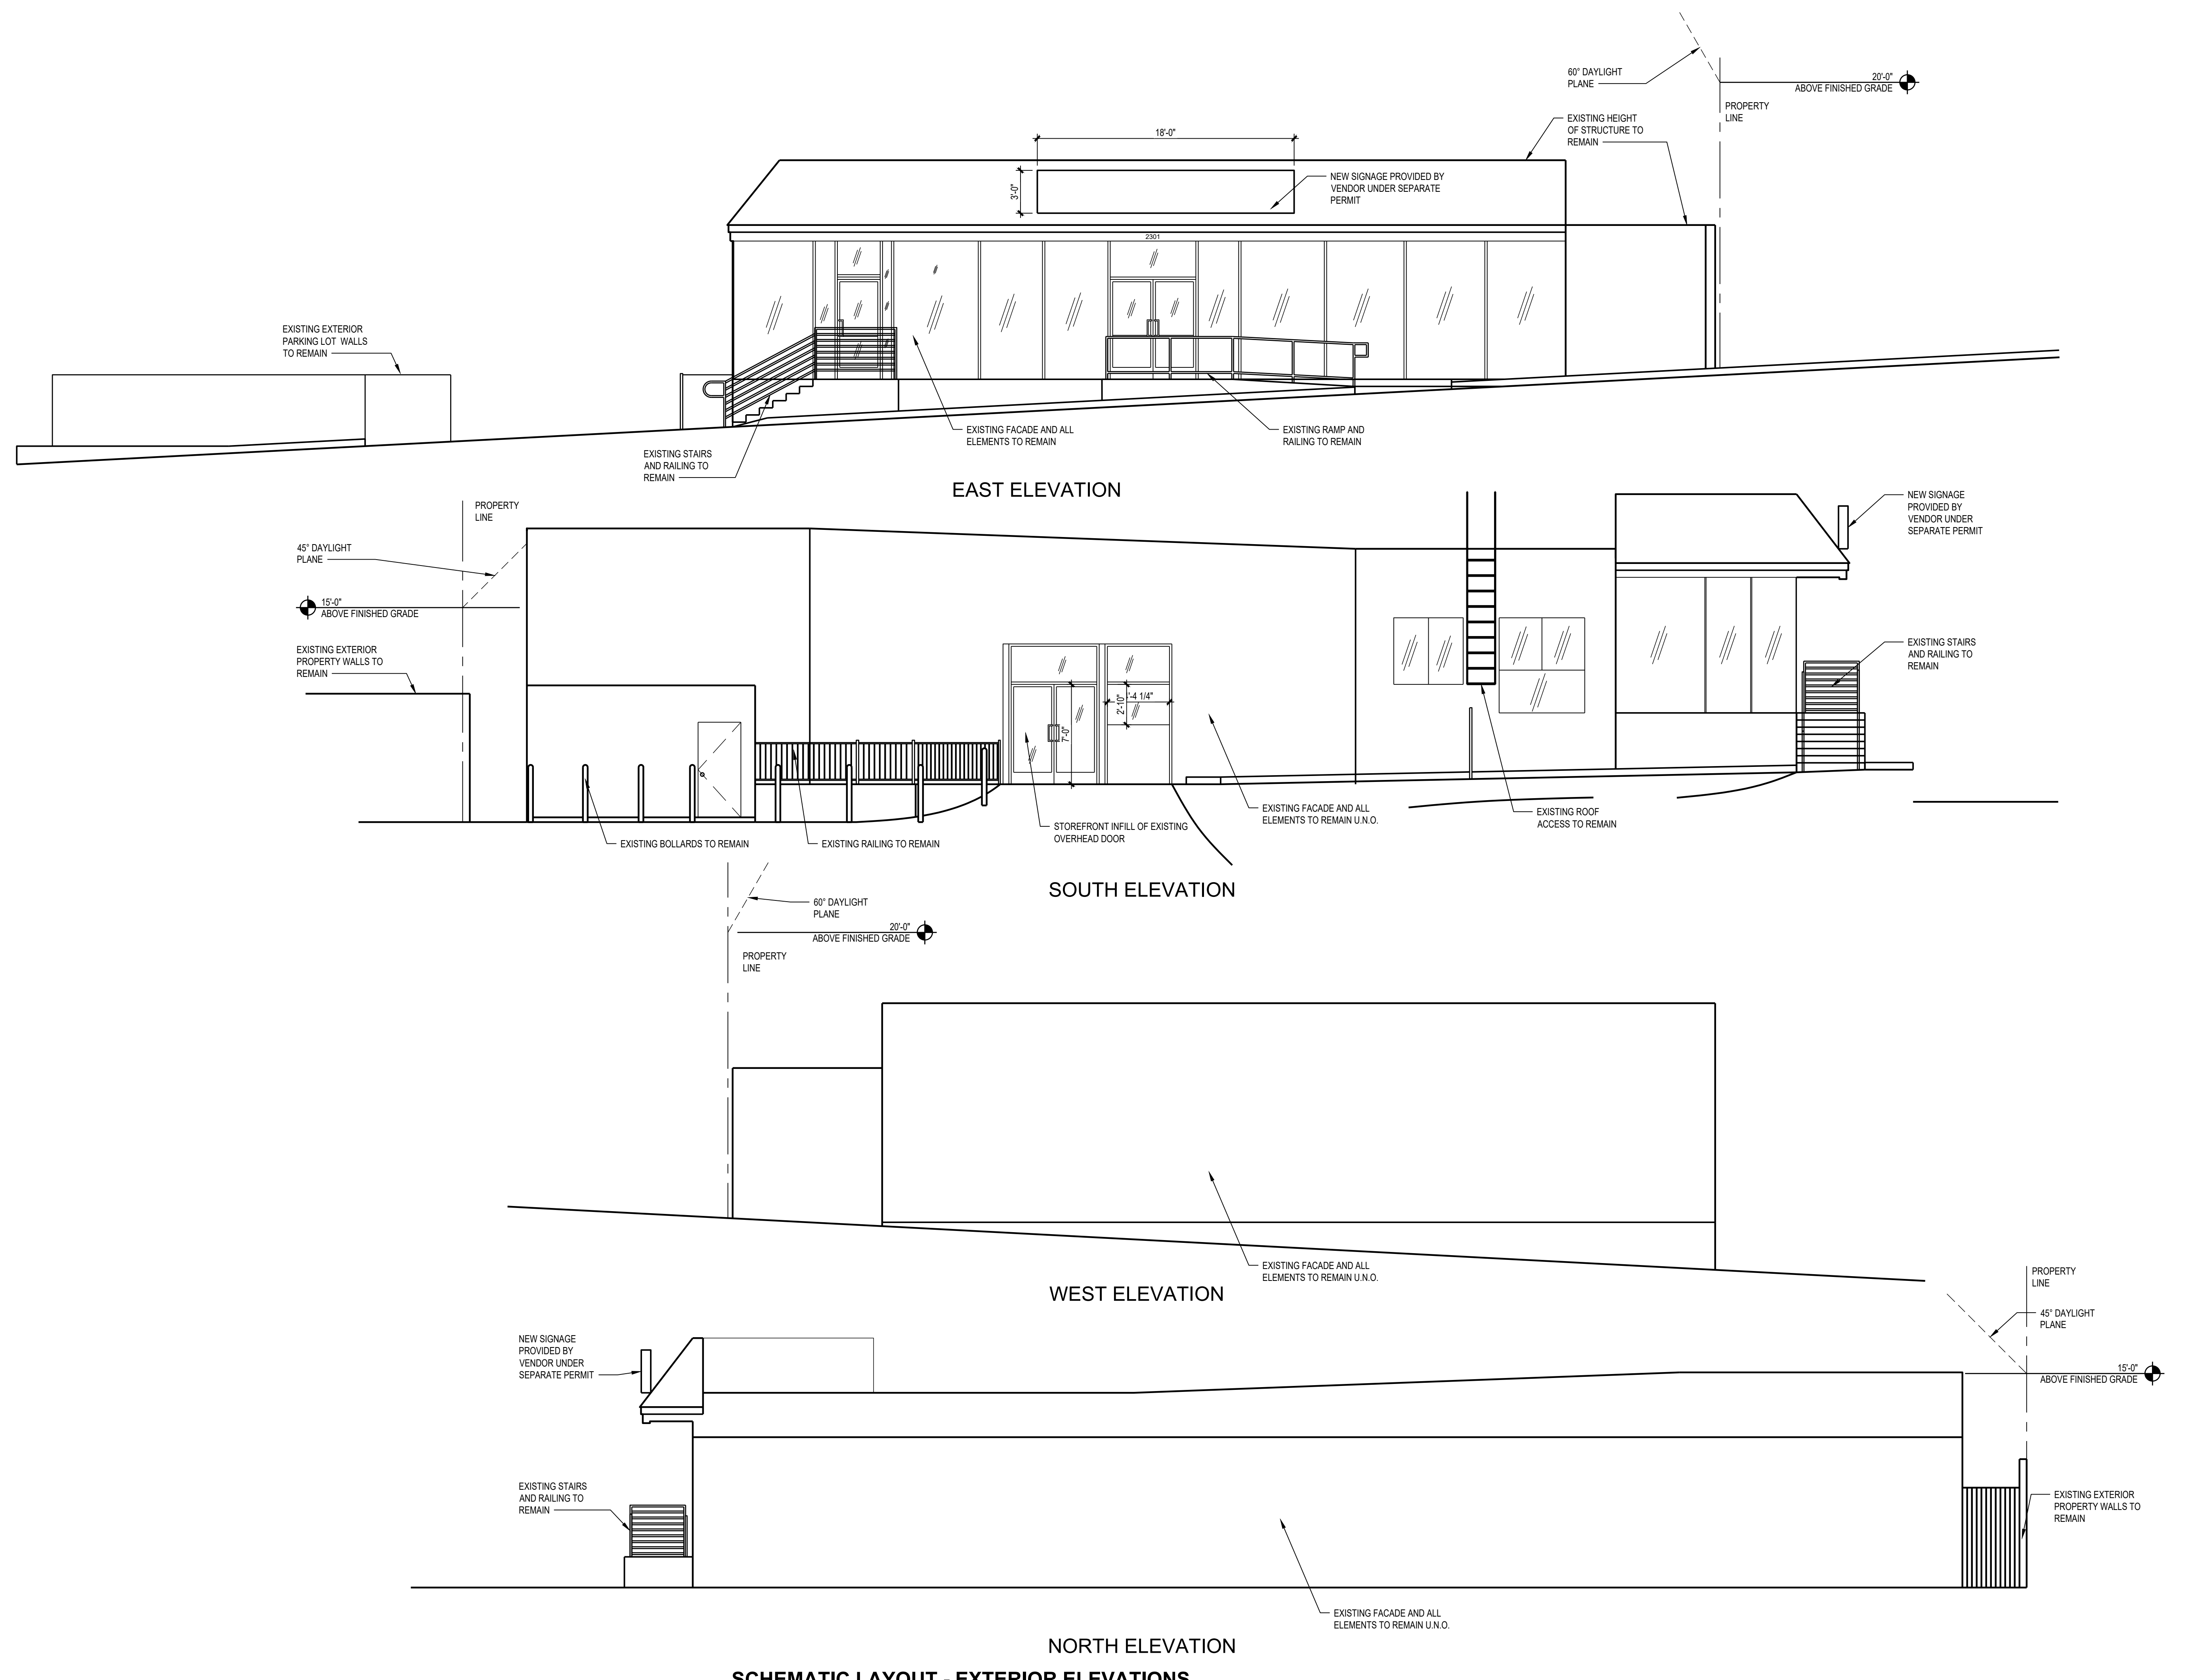 60° DAYLIGHT
PLANE
20'-0"
ABOVE FINISHED GRADE
PROPERTY
LINE
EXISTING HEIGHT
OF STRUCTURE TO
REMAIN
18'-0"
3'-0"
NEW SIGNAGE PROVIDED BY
VENDOR UNDER SEPARATE
PERMIT
2301
EXISTING EXTERIOR
PARKING LOT WALLS
TO REMAIN
EXISTING FACADE AND ALL
ELEMENTS TO REMAIN
EXISTING RAMP AND
RAILING TO REMAIN
EXISTING STAIRS
AND RAILING TO
REMAIN
EAST ELEVATION
PROPERTY
LINE
NEW SIGNAGE
PROVIDED BY
VENDOR UNDER
SEPARATE PERMIT
45° DAYLIGHT
PLANE
15'-0"
ABOVE FINISHED GRADE
EXISTING EXTERIOR
PROPERTY WALLS TO
REMAIN
EXISTING STAIRS
AND RAILING TO
REMAIN
2'-10"
'-4 1/4"
7'-0"
EXISTING FACADE AND ALL
ELEMENTS TO REMAIN U.N.O.
EXISTING ROOF
ACCESS TO REMAIN
STOREFRONT INFILL OF EXISTING
OVERHEAD DOOR
EXISTING BOLLARDS TO REMAIN
EXISTING RAILING TO REMAIN
SOUTH ELEVATION
60° DAYLIGHT
PLANE
20'-0"
ABOVE FINISHED GRADE
PROPERTY
LINE
EXISTING FACADE AND ALL
ELEMENTS TO REMAIN U.N.O.
WEST ELEVATION
PROPERTY
LINE
45° DAYLIGHT
PLANE
NEW SIGNAGE
PROVIDED BY
VENDOR UNDER
SEPARATE PERMIT
15'-0"
ABOVE FINISHED GRADE
EXISTING STAIRS
AND RAILING TO
REMAIN
EXISTING EXTERIOR
PROPERTY WALLS TO
REMAIN
EXISTING FACADE AND ALL
ELEMENTS TO REMAIN U.N.O.
NORTH ELEVATION
SCHEMATIC LAYOUT - EXTERIOR ELEVATIONS